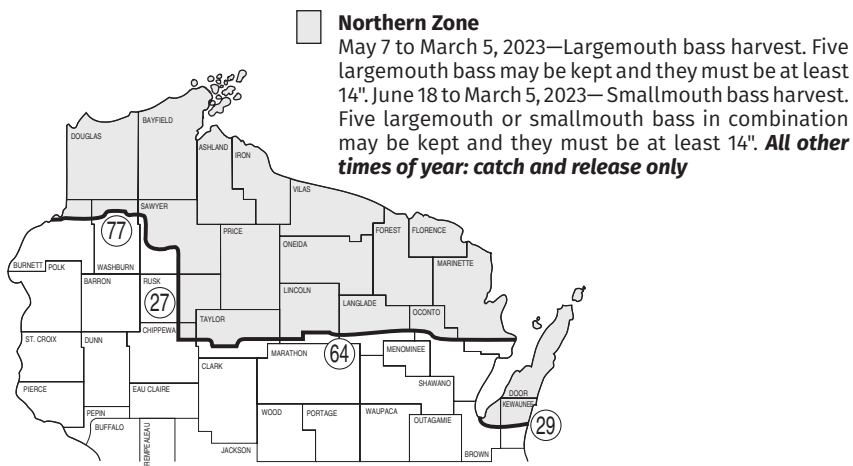 Northern Zone
May 7 to March 5, 2023—Largemouth bass harvest. Five
largemouth bass may be kept and they must be at least
14". June 18 to March 5, 2023— Smallmouth bass harvest.
Five largemouth or smallmouth bass in combination
may be kept and they must be at least 14". All other
times of year: catch and release only
BAYFIELD
DOUGLAS
ASHLAND
IRON
VILAS
SAWYER
77
PRICE
FOREST
FLORENCE
ONEIDA
BURNETT
POLK
WASHBURN
MARINETTE
BARRON
RUSK
27
LINCOLN
LANGLADE
TAYLOR
OCONTO
CHIPPEWA
ST. CROIX
DUNN
MARATHON
64
MENOMINEE
CLARK
PIERCE
EAU CLAIRE
SHAWANO
DOOR
KEWAUNEE
PEPIN
BUFFALO
TREMPEALEAU
WOOD
PORTAGE
WAUPACA
OUTAGAMIE
29
JACKSON
BROWN